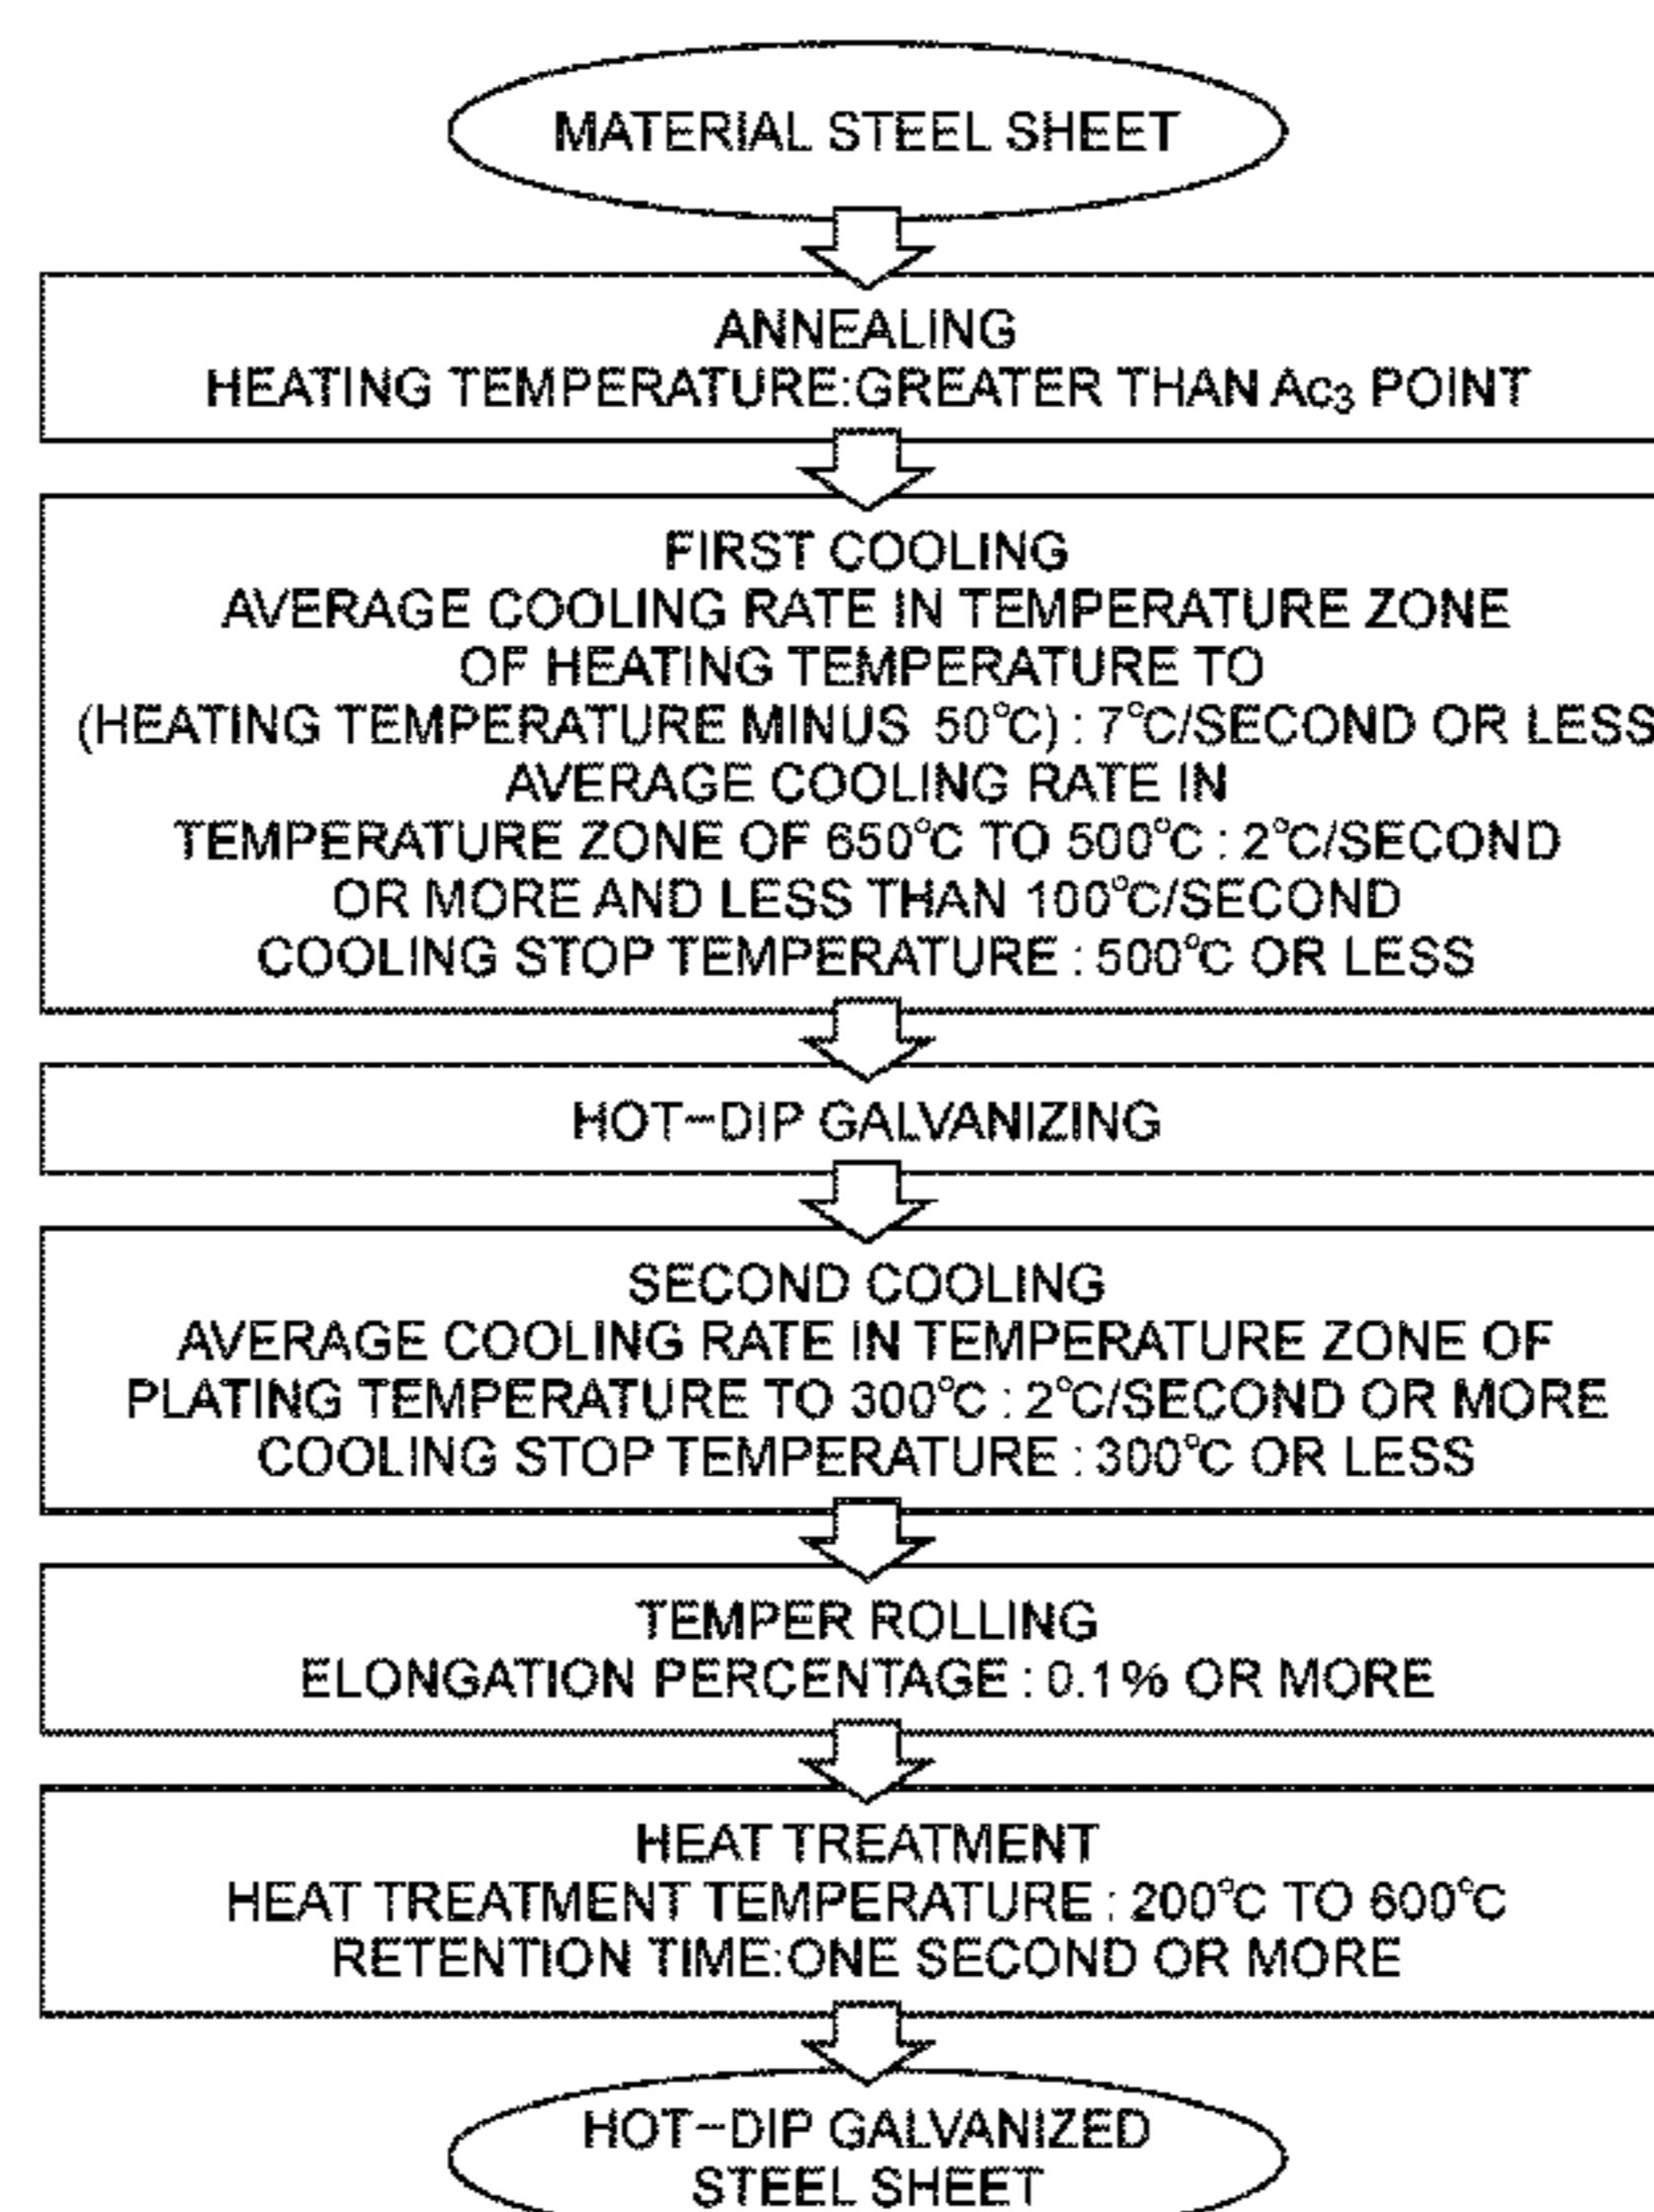 MATERIAL STEEL SHEET
ANNEALING
HEATING TEMPERATURE:GREATER THAN Ac₃ POINT
FIRST COOLING
AVERAGE COOLING RATE IN TEMPERATURE ZONE
OF HEATING TEMPERATURE TO
(HEATING TEMPERATURE MINUS 50°C) : 7°C/SECOND OR LESS
AVERAGE COOLING RATE IN
TEMPERATURE ZONE OF 650°C TO 500°C : 2°C/SECOND
OR MORE AND LESS THAN 100°C/SECOND
COOLING STOP TEMPERATURE : 500°C OR LESS
HOT-DIP GALVANIZING
SECOND COOLING
AVERAGE COOLING RATE IN TEMPERATURE ZONE OF
PLATING TEMPERATURE TO 300°C : 2°C/SECOND OR MORE
COOLING STOP TEMPERATURE : 300°C OR LESS
TEMPER ROLLING
ELONGATION PERCENTAGE : 0.1% OR MORE
HEAT TREATMENT
HEAT TREATMENT TEMPERATURE : 200°C TO 600°C
RETENTION TIME:ONE SECOND OR MORE
HOT-DIP GALVANIZED
STEEL SHEET